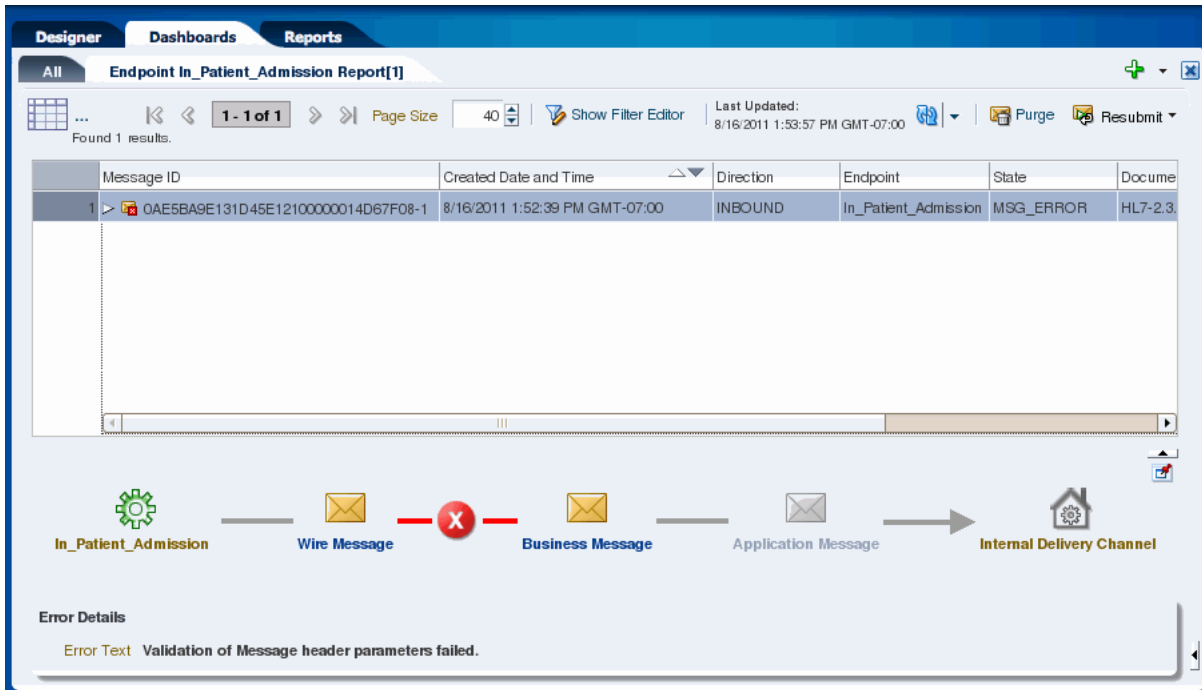 Designer Dashboards Reports
All Endpoint In_Patient_Admission Report[1]
... 1 - 1 of 1 Page Size 40 Show Filter Editor Last Updated: 8/16/2011 1:53:57 PM GMT-07:00 Purge Resubmit
Found 1 results.
Message ID Created Date and Time Direction Endpoint State Docume
1 0AE5BA9E131D45E12100000014D67F08-1 8/16/2011 1:52:39 PM GMT-07:00 INBOUND In_Patient_Admission MSG_ERROR HL7-2.3.
X
In_Patient_Admission Wire Message Business Message Application Message Internal Delivery Channel
Error Details
Error Text Validation of Message header parameters failed.